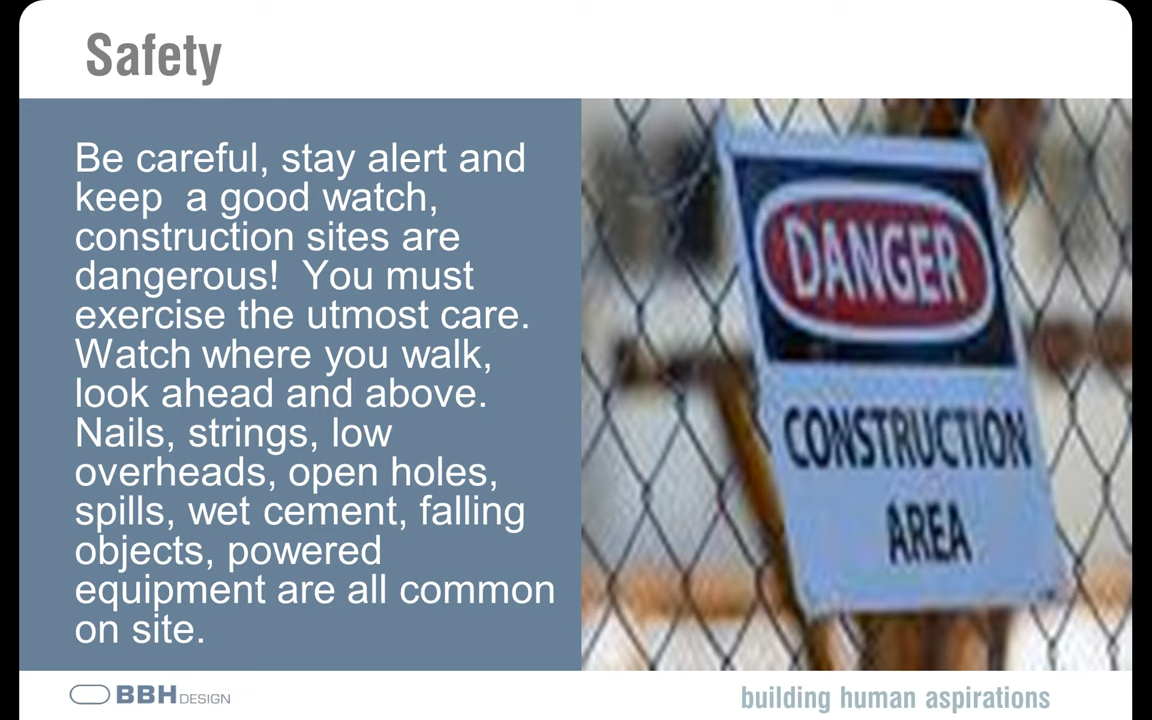 Safety
Be careful, stay alert and
keep  a good watch,
construction sites are
dangerous!  You must
exercise the utmost care.
Watch where you walk,
look ahead and above.
Nails, strings, low
overheads, open holes,
spills, wet cement, falling
objects, powered
equipment are all common
on site.
DANGER
CONSTRUCTION
AREA
BBH DESIGN
building human aspirations